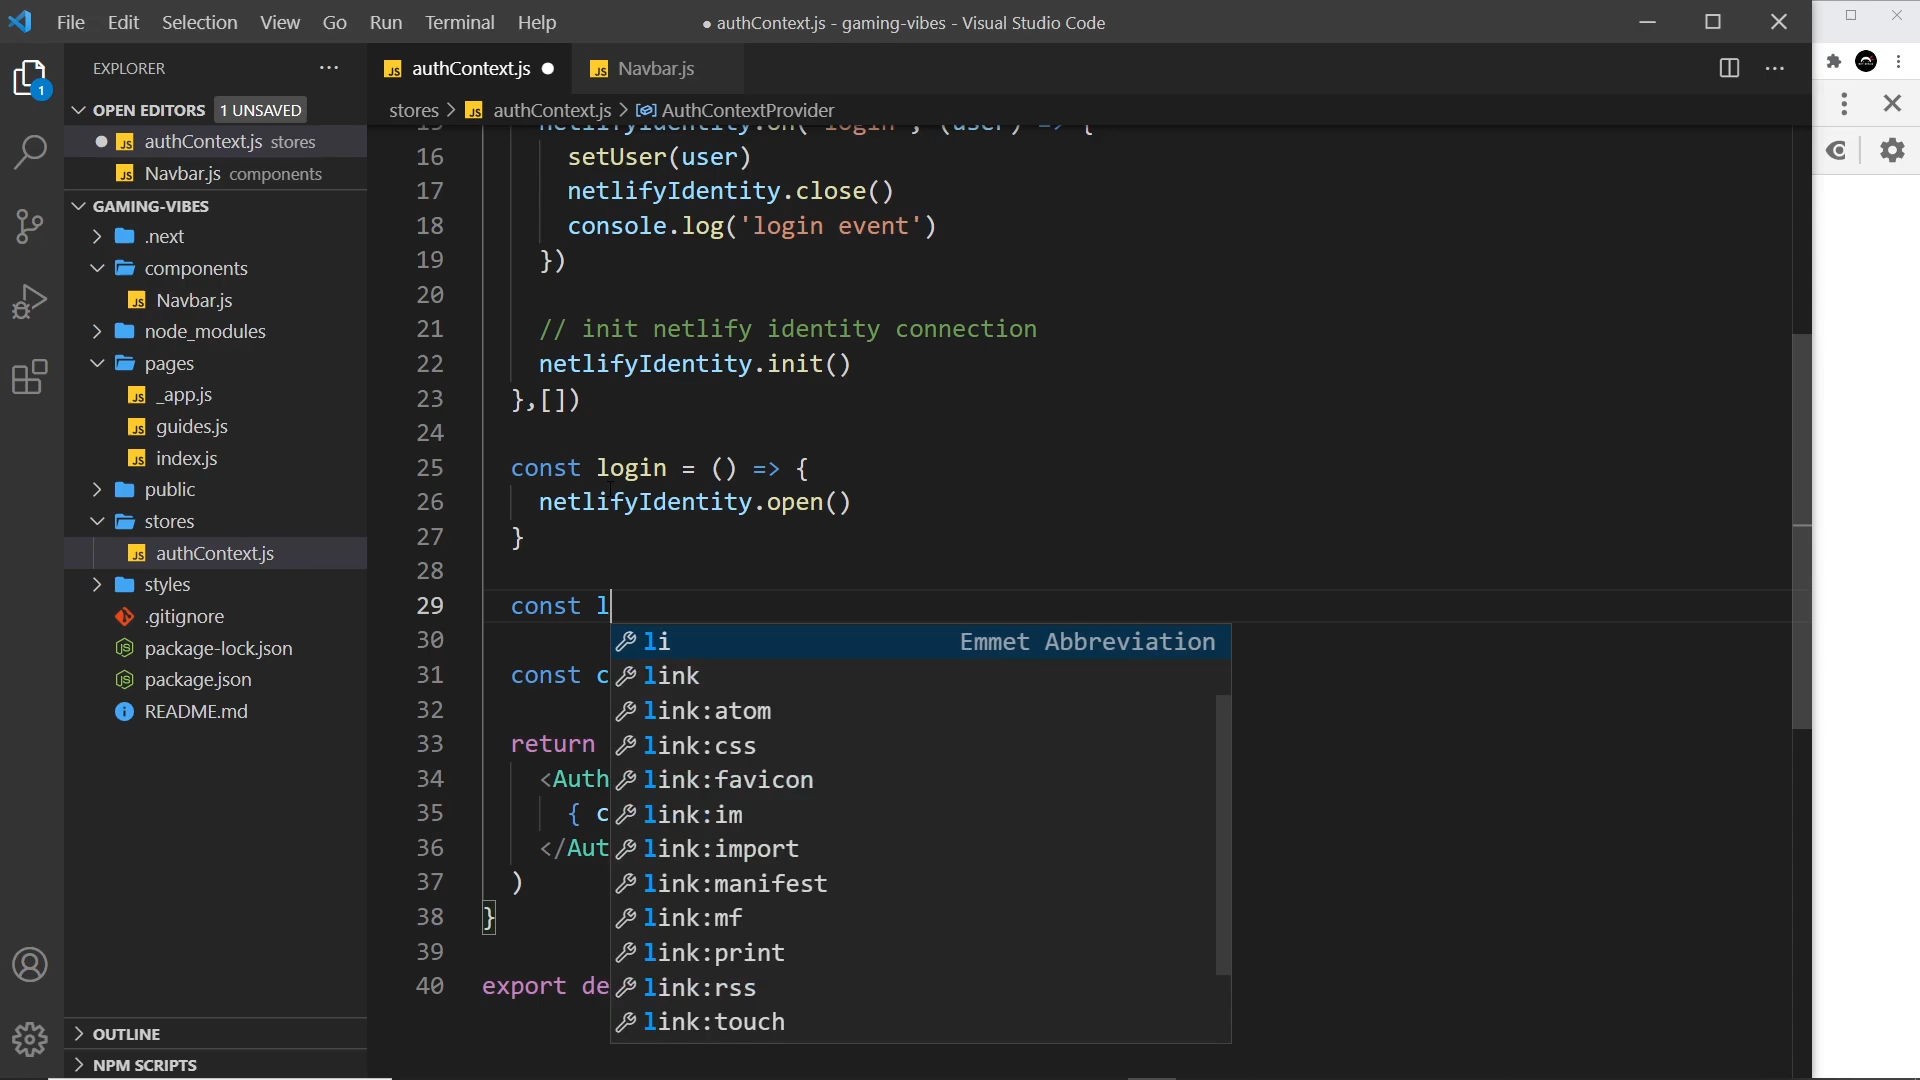 File Edit Selection View Go Run Terminal Help
● authContext.js - gaming-vibes - Visual Studio Code
EXPLORER
OPEN EDITORS 1 UNSAVED
authContext.js stores
Navbar.js components
GAMING-VIBES
.next
components
Navbar.js
node_modules
pages
_app.js
guides.js
index.js
public
stores
authContext.js
styles
.gitignore
package-lock.json
package.json
README.md
OUTLINE
NPM SCRIPTS
1
authContext.js
Navbar.js
stores > authContext.js > AuthContextProvider
15 netlifyIdentity.on('login', (user) => {
16 setUser(user)
17 netlifyIdentity.close()
18 console.log('login event')
19 })
20
21 // init netlify identity connection
22 netlifyIdentity.init()
23 },[])
24
25 const login = () => {
26 netlifyIdentity.open()
27 }
28
29 const l
30
31 const c
32
33 return
34 <Auth
35 { c
36 </Aut
37 )
38 }
39
40 export de
li Emmet Abbreviation
link
link:atom
link:css
link:favicon
link:im
link:import
link:manifest
link:mf
link:print
link:rss
link:touch